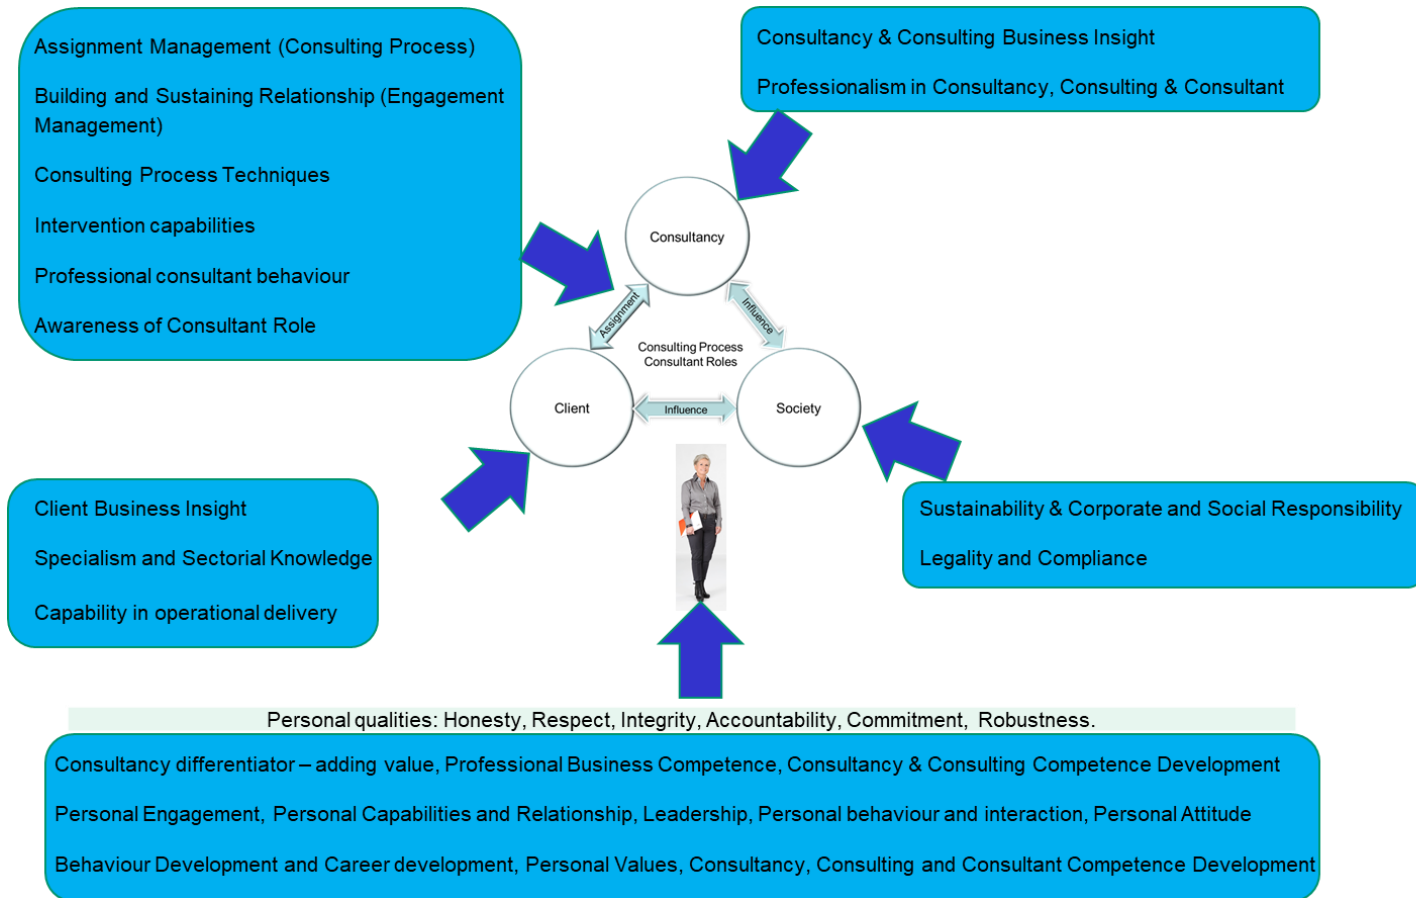 Assignment Management (Consulting Process)
Building and Sustaining Relationship (Engagement
Management)
Consulting Process Techniques
Intervention capabilities
Professional consultant behaviour
Awareness of Consultant Role
Consultancy & Consulting Business Insight
Professionalism in Consultancy, Consulting & Consultant
Consultancy
Assignment
Influence
Consulting Process
Consultant Roles
Client
Influence
Society
Client Business Insight
Specialism and Sectorial Knowledge
Capability in operational delivery
Sustainability & Corporate and Social Responsibility
Legality and Compliance
Personal qualities: Honesty, Respect, Integrity, Accountability, Commitment, Robustness.
Consultancy differentiator – adding value, Professional Business Competence, Consultancy & Consulting Competence Development
Personal Engagement, Personal Capabilities and Relationship, Leadership, Personal behaviour and interaction, Personal Attitude
Behaviour Development and Career development, Personal Values, Consultancy, Consulting and Consultant Competence Development